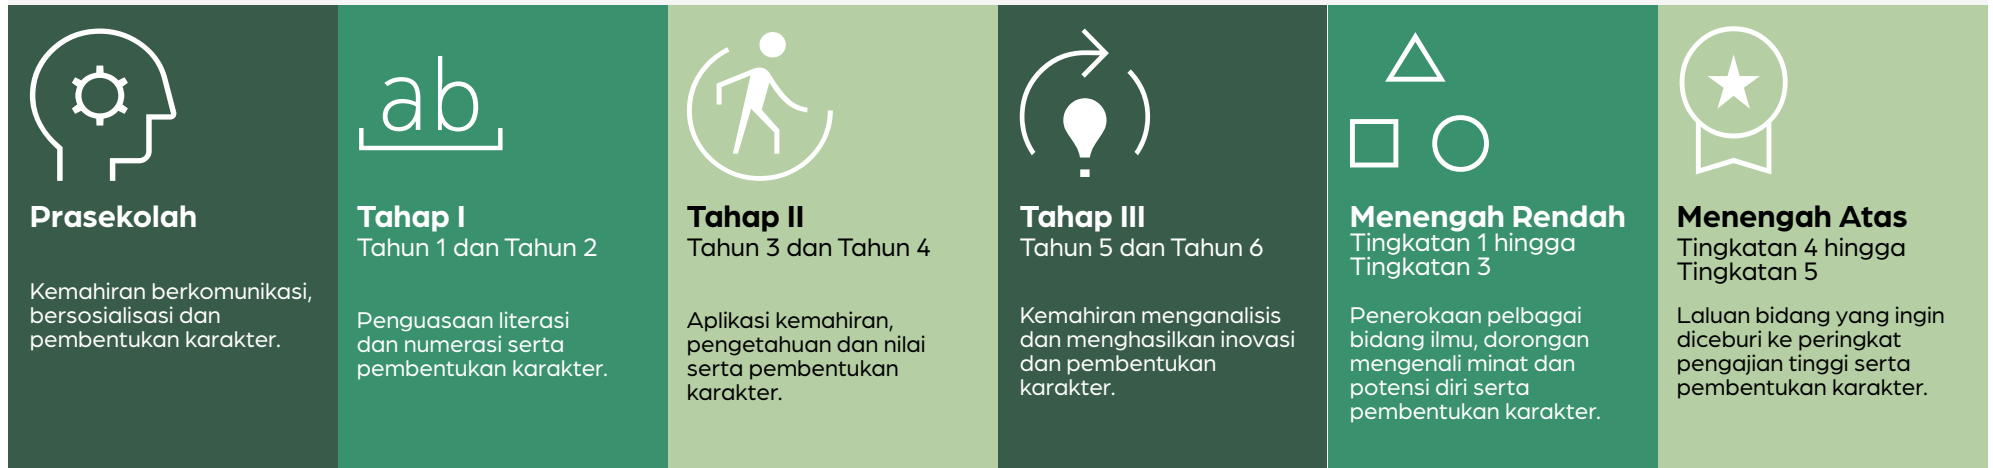 ab
Prasekolah
Kemahiran berkomunikasi,
bersosialisasi dan
pembentukan karakter.
Tahap I
Tahun 1 dan Tahun 2
Penguasaan literasi
dan numerasi serta
pembentukan karakter.
Tahap II
Tahun 3 dan Tahun 4
Aplikasi kemahiran,
pengetahuan dan nilai
serta pembentukan
karakter.
Tahap III
Tahun 5 dan Tahun 6
Kemahiran menganalisis
dan menghasilkan inovasi
dan pembentukan
karakter.
Menengah Rendah
Tingkatan 1 hingga
Tingkatan 3
Penerokaan pelbagai
bidang ilmu, dorongan
mengenali minat dan
potensi diri serta
pembentukan karakter.
Menengah Atas
Tingkatan 4 hingga
Tingkatan 5
Laluan bidang yang ingin
diceburi ke peringkat
pengajian tinggi serta
pembentukan karakter.